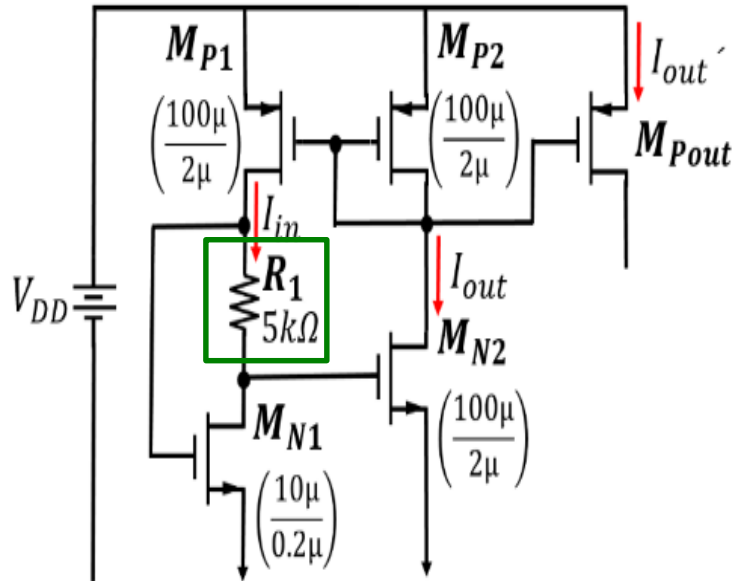 M_P1
(100μ/2μ)
M_P2
(100μ/2μ)
I_out´
M_Pout
I_in
R_1
5kΩ
V_DD
I_out
M_N2
(100μ/2μ)
M_N1
(10μ/0.2μ)